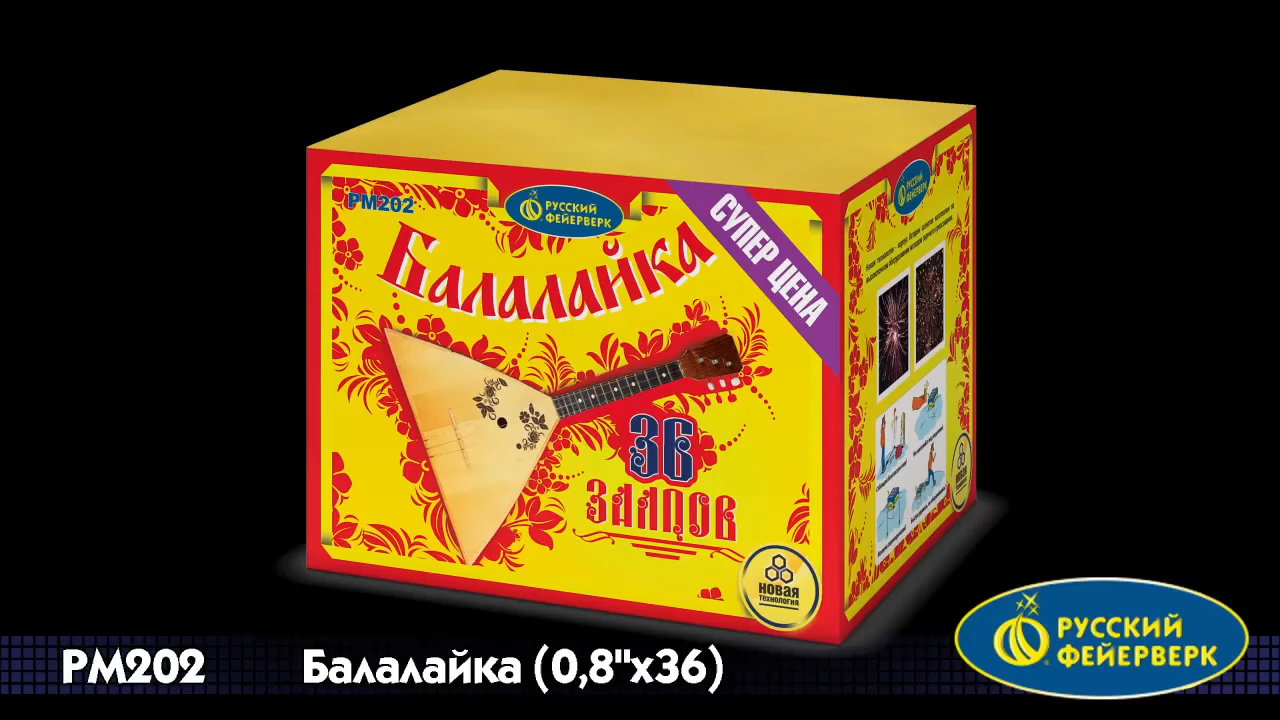 РМ202
РУССКИЙ
ФЕЙЕРВЕРК
Балалайка
СУПЕР ЦЕНА
36
ЗАЛПОВ
НОВАЯ
ТЕХНОЛОГИЯ
РУССКИЙ
ФЕЙЕРВЕРК
РМ202
Балалайка (0,8"х36)
РУССКИЙ
ФЕЙЕРВЕРК